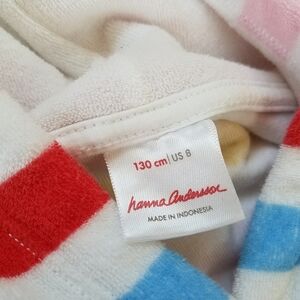 130 cm | US 8
hanna Andersson
MADE IN INDONESIA